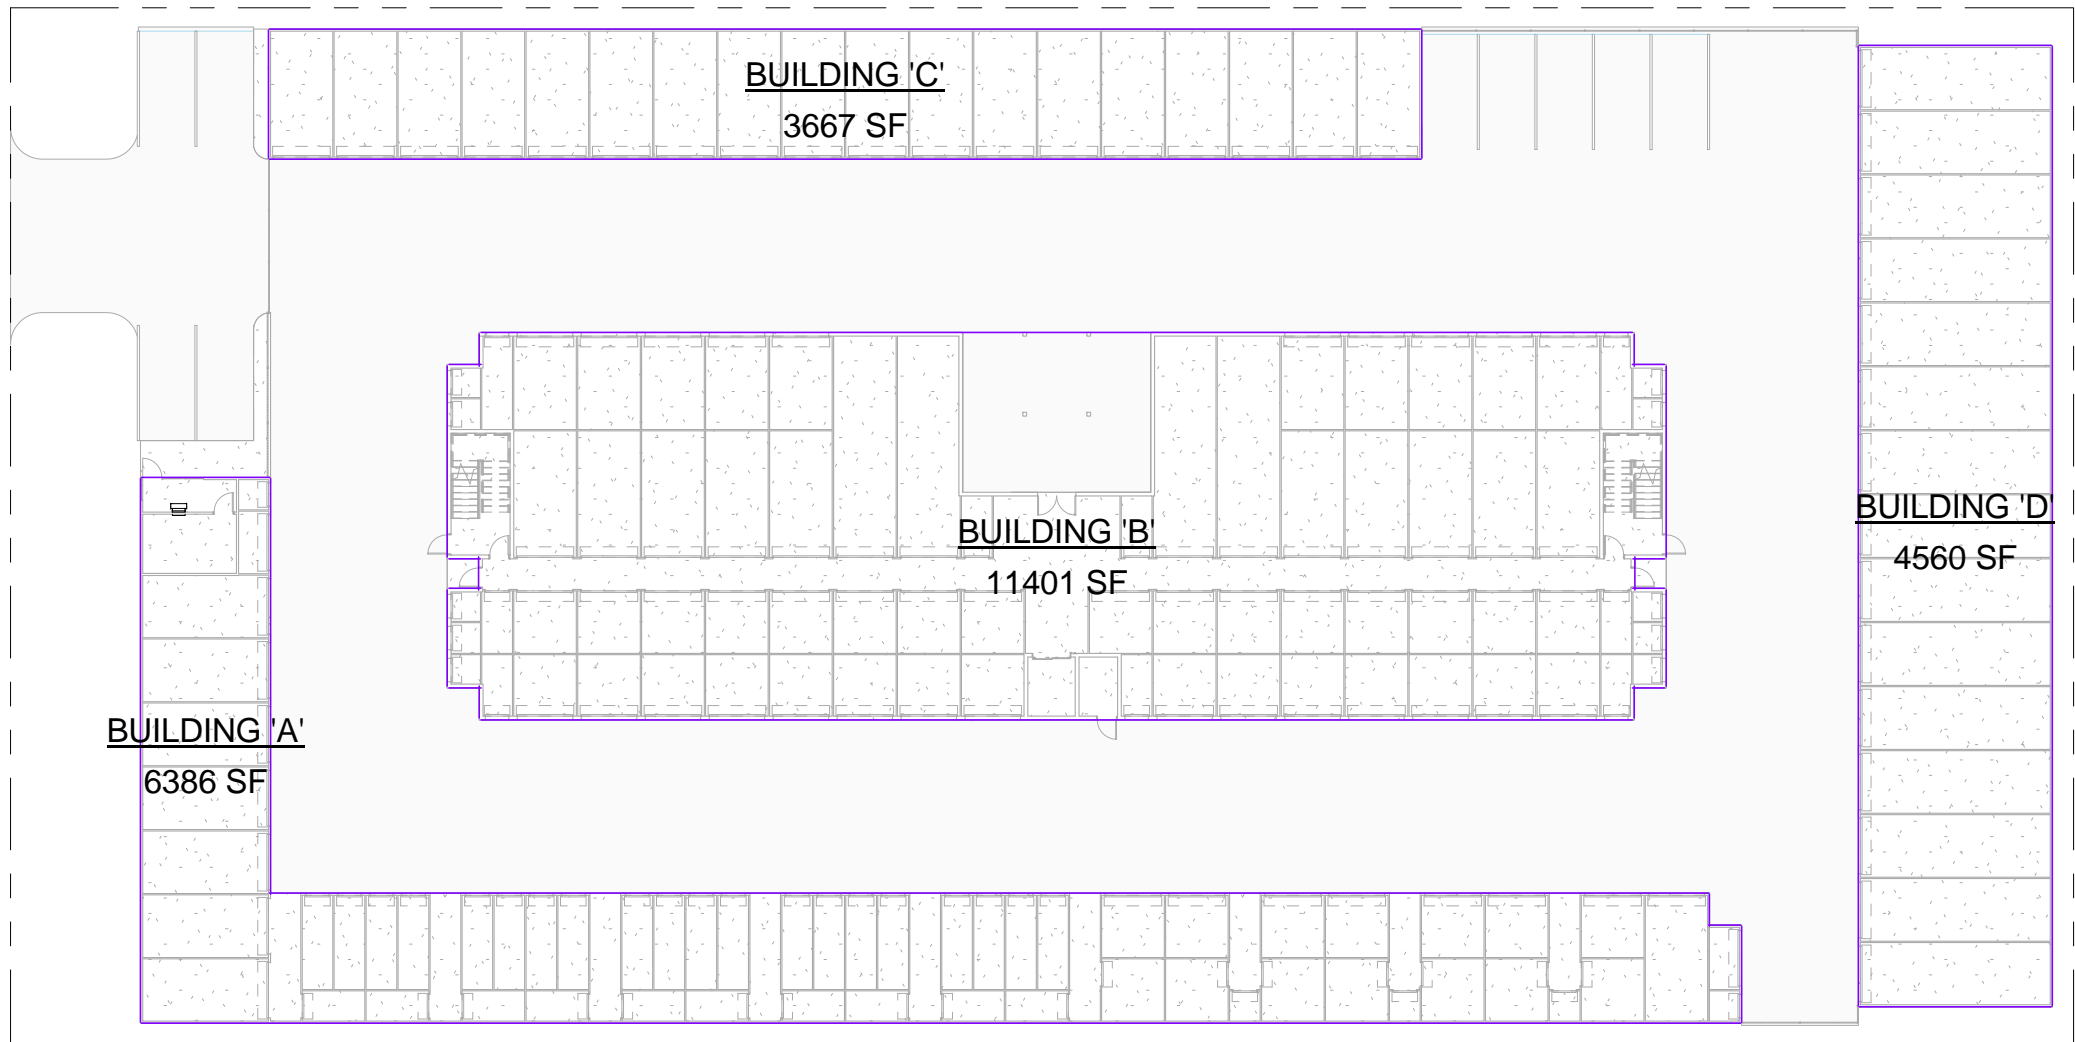 BUILDING 'C'
3667 SF
BUILDING 'B'
11401 SF
BUILDING 'D'
4560 SF
BUILDING 'A'
6386 SF